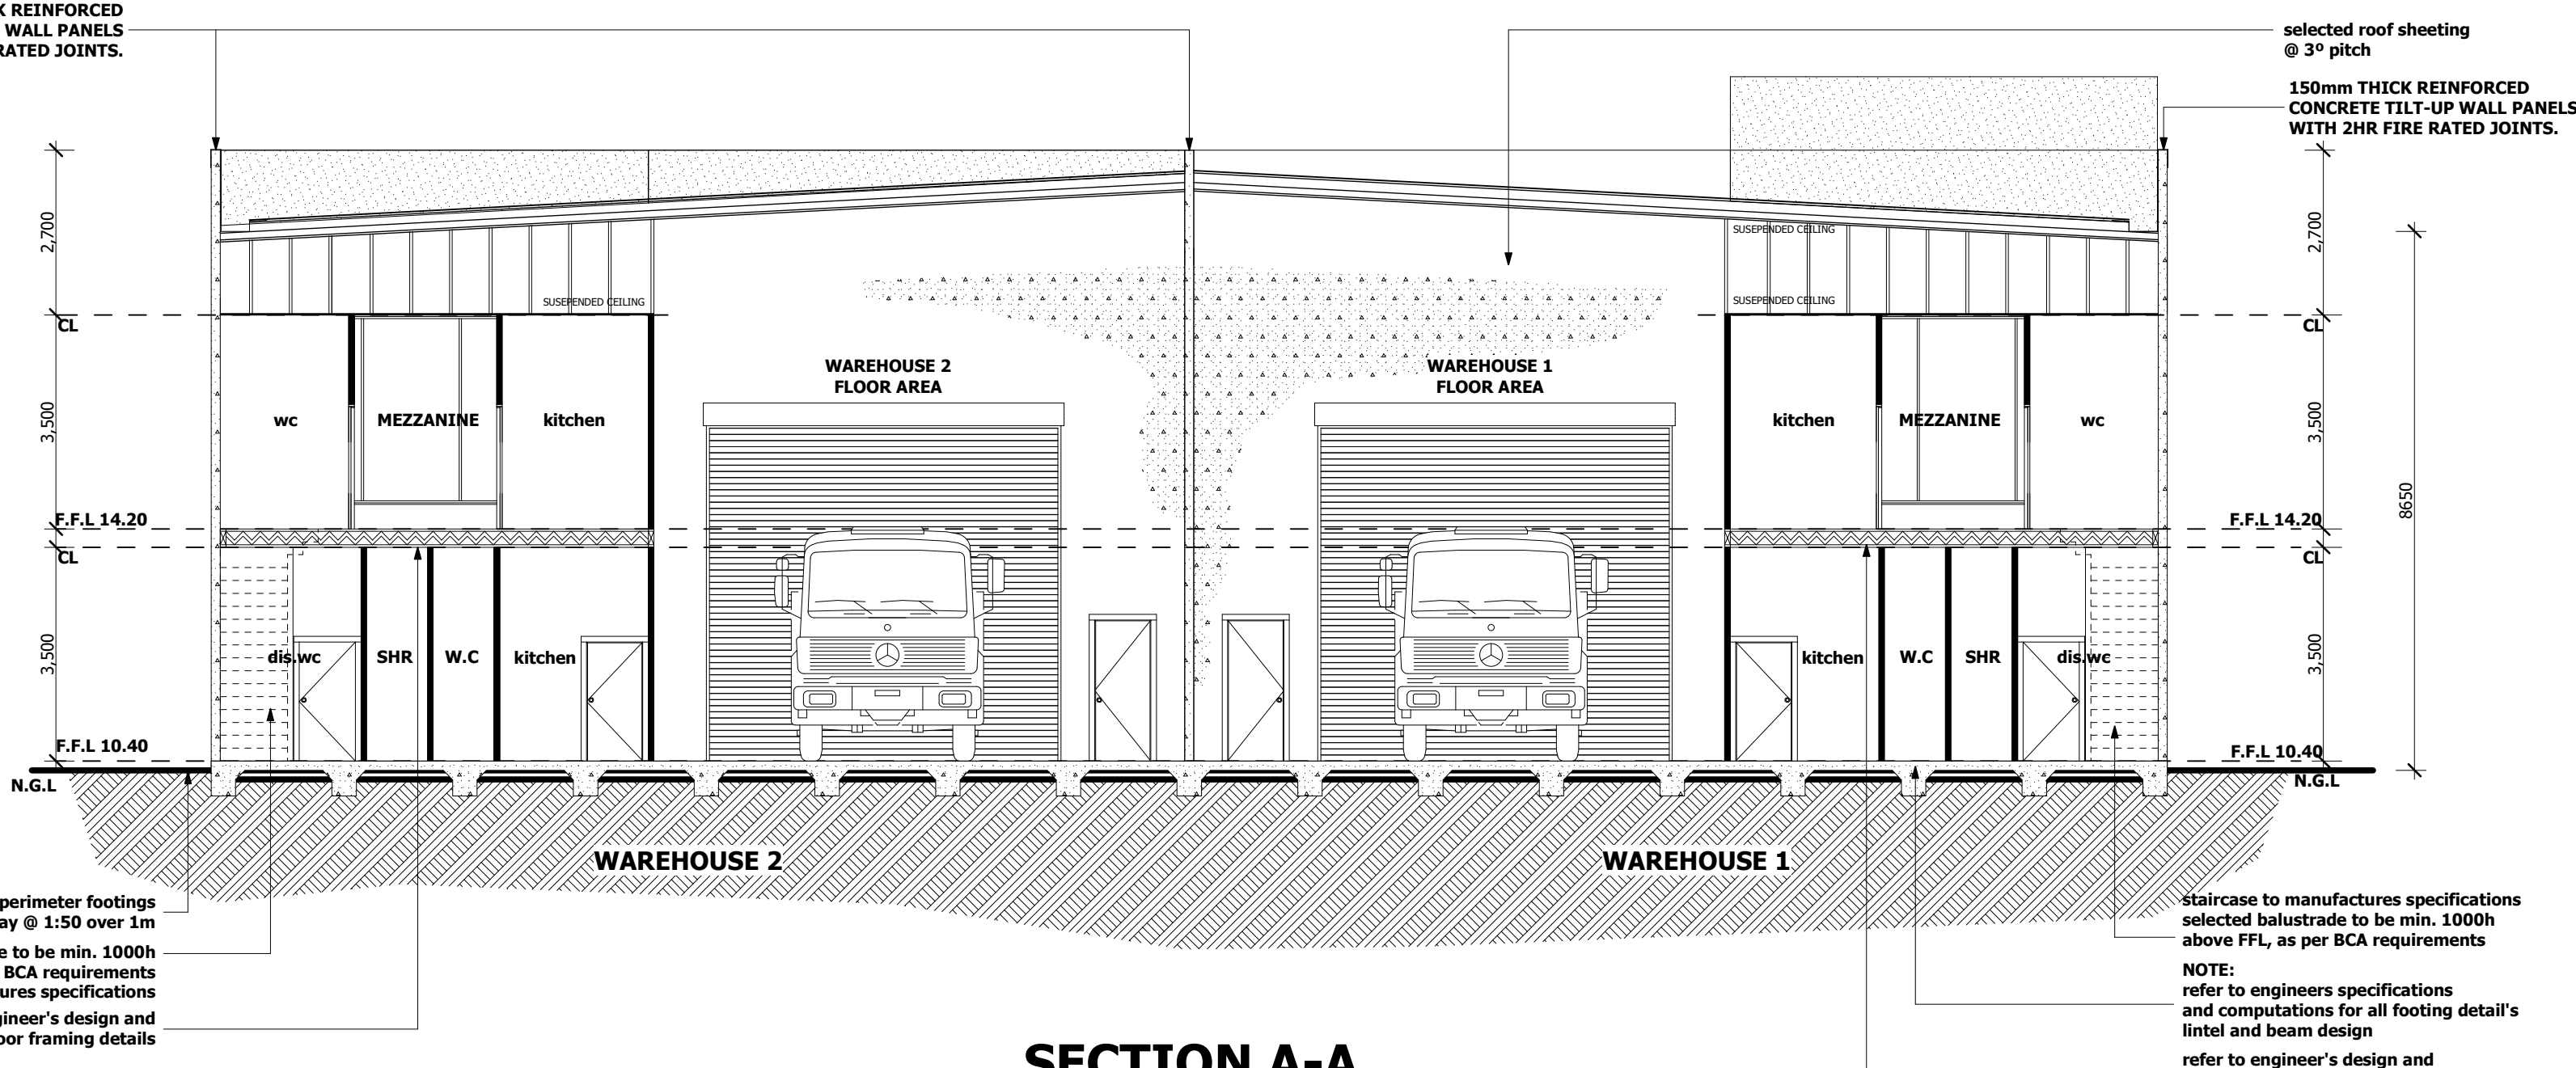 K REINFORCED
WALL PANELS
RATED JOINTS.
selected roof sheeting
@ 3º pitch
150mm THICK REINFORCED
CONCRETE TILT-UP WALL PANELS
WITH 2HR FIRE RATED JOINTS.
2,700
2,700
SUSEPENDED CEILING
SUSEPENDED CEILING
SUSEPENDED CEILING
CL
CL
WAREHOUSE 2
FLOOR AREA
WAREHOUSE 1
FLOOR AREA
3,500
wc
MEZZANINE
kitchen
kitchen
MEZZANINE
wc
3,500
8650
F.F.L 14.20
F.F.L 14.20
CL
CL
3,500
dis.wc
SHR
W.C
kitchen
kitchen
W.C
SHR
dis.wc
3,500
F.F.L 10.40
F.F.L 10.40
N.G.L
N.G.L
WAREHOUSE 2
WAREHOUSE 1
perimeter footings
ay @ 1:50 over 1m
e to be min. 1000h
BCA requirements
ures specifications
gineer's design and
oor framing details
staircase to manufactures specifications
selected balustrade to be min. 1000h
above FFL, as per BCA requirements
NOTE:
refer to engineers specifications
and computations for all footing detail's
lintel and beam design
refer to engineer's design and
SECTION A-A